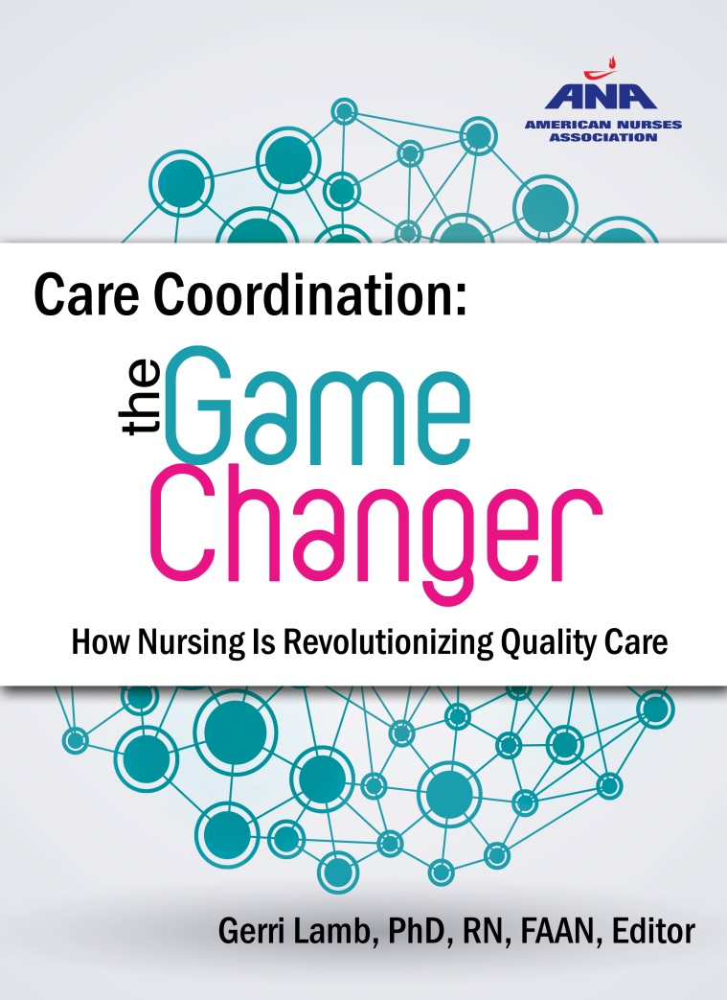 ANA
AMERICAN NURSES
ASSOCIATION
Care Coordination:
the
Game
Changer
How Nursing Is Revolutionizing Quality Care
Gerri Lamb, PhD, RN, FAAN, Editor